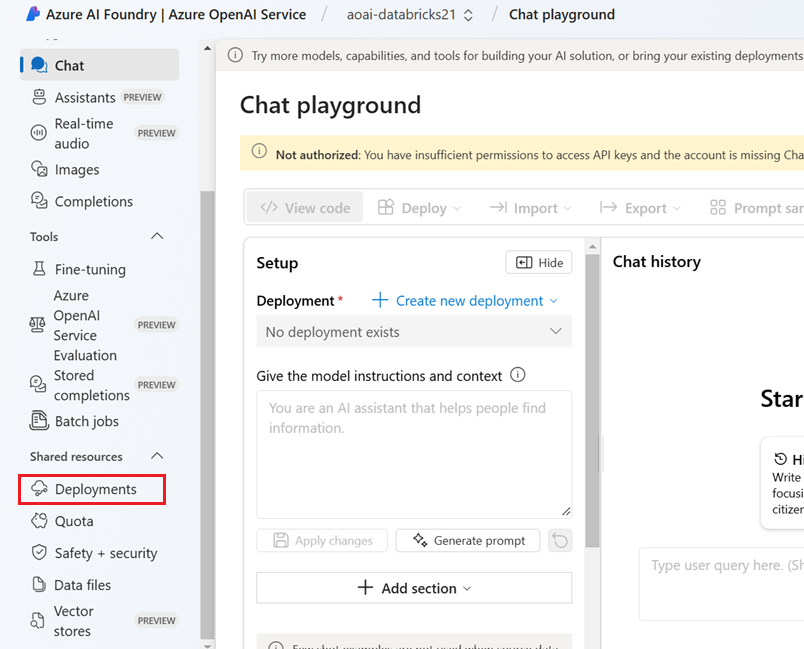 Azure AI Foundry | Azure OpenAI Service / aoai-databricks21 / Chat playground
Chat
Assistants PREVIEW
Real-time audio PREVIEW
Images
Completions
Tools
Fine-tuning
Azure
OpenAI
Service
Evaluation
PREVIEW
Stored
completions
PREVIEW
Batch jobs
Shared resources
Deployments
Quota
Safety + security
Data files
Vector
stores
PREVIEW
Try more models, capabilities, and tools for building your AI solution, or bring your existing deployments
Chat playground
Not authorized: You have insufficient permissions to access API keys and the account is missing Cha
View code
Deploy
Import
Export
Prompt sam
Setup
Hide
Deployment *
Create new deployment
No deployment exists
Give the model instructions and context
You are an AI assistant that helps people find
information.
Apply changes
Generate prompt
Add section
Chat history
Star
Hi
Write
focusi
citizen
Type user query here. (Sh